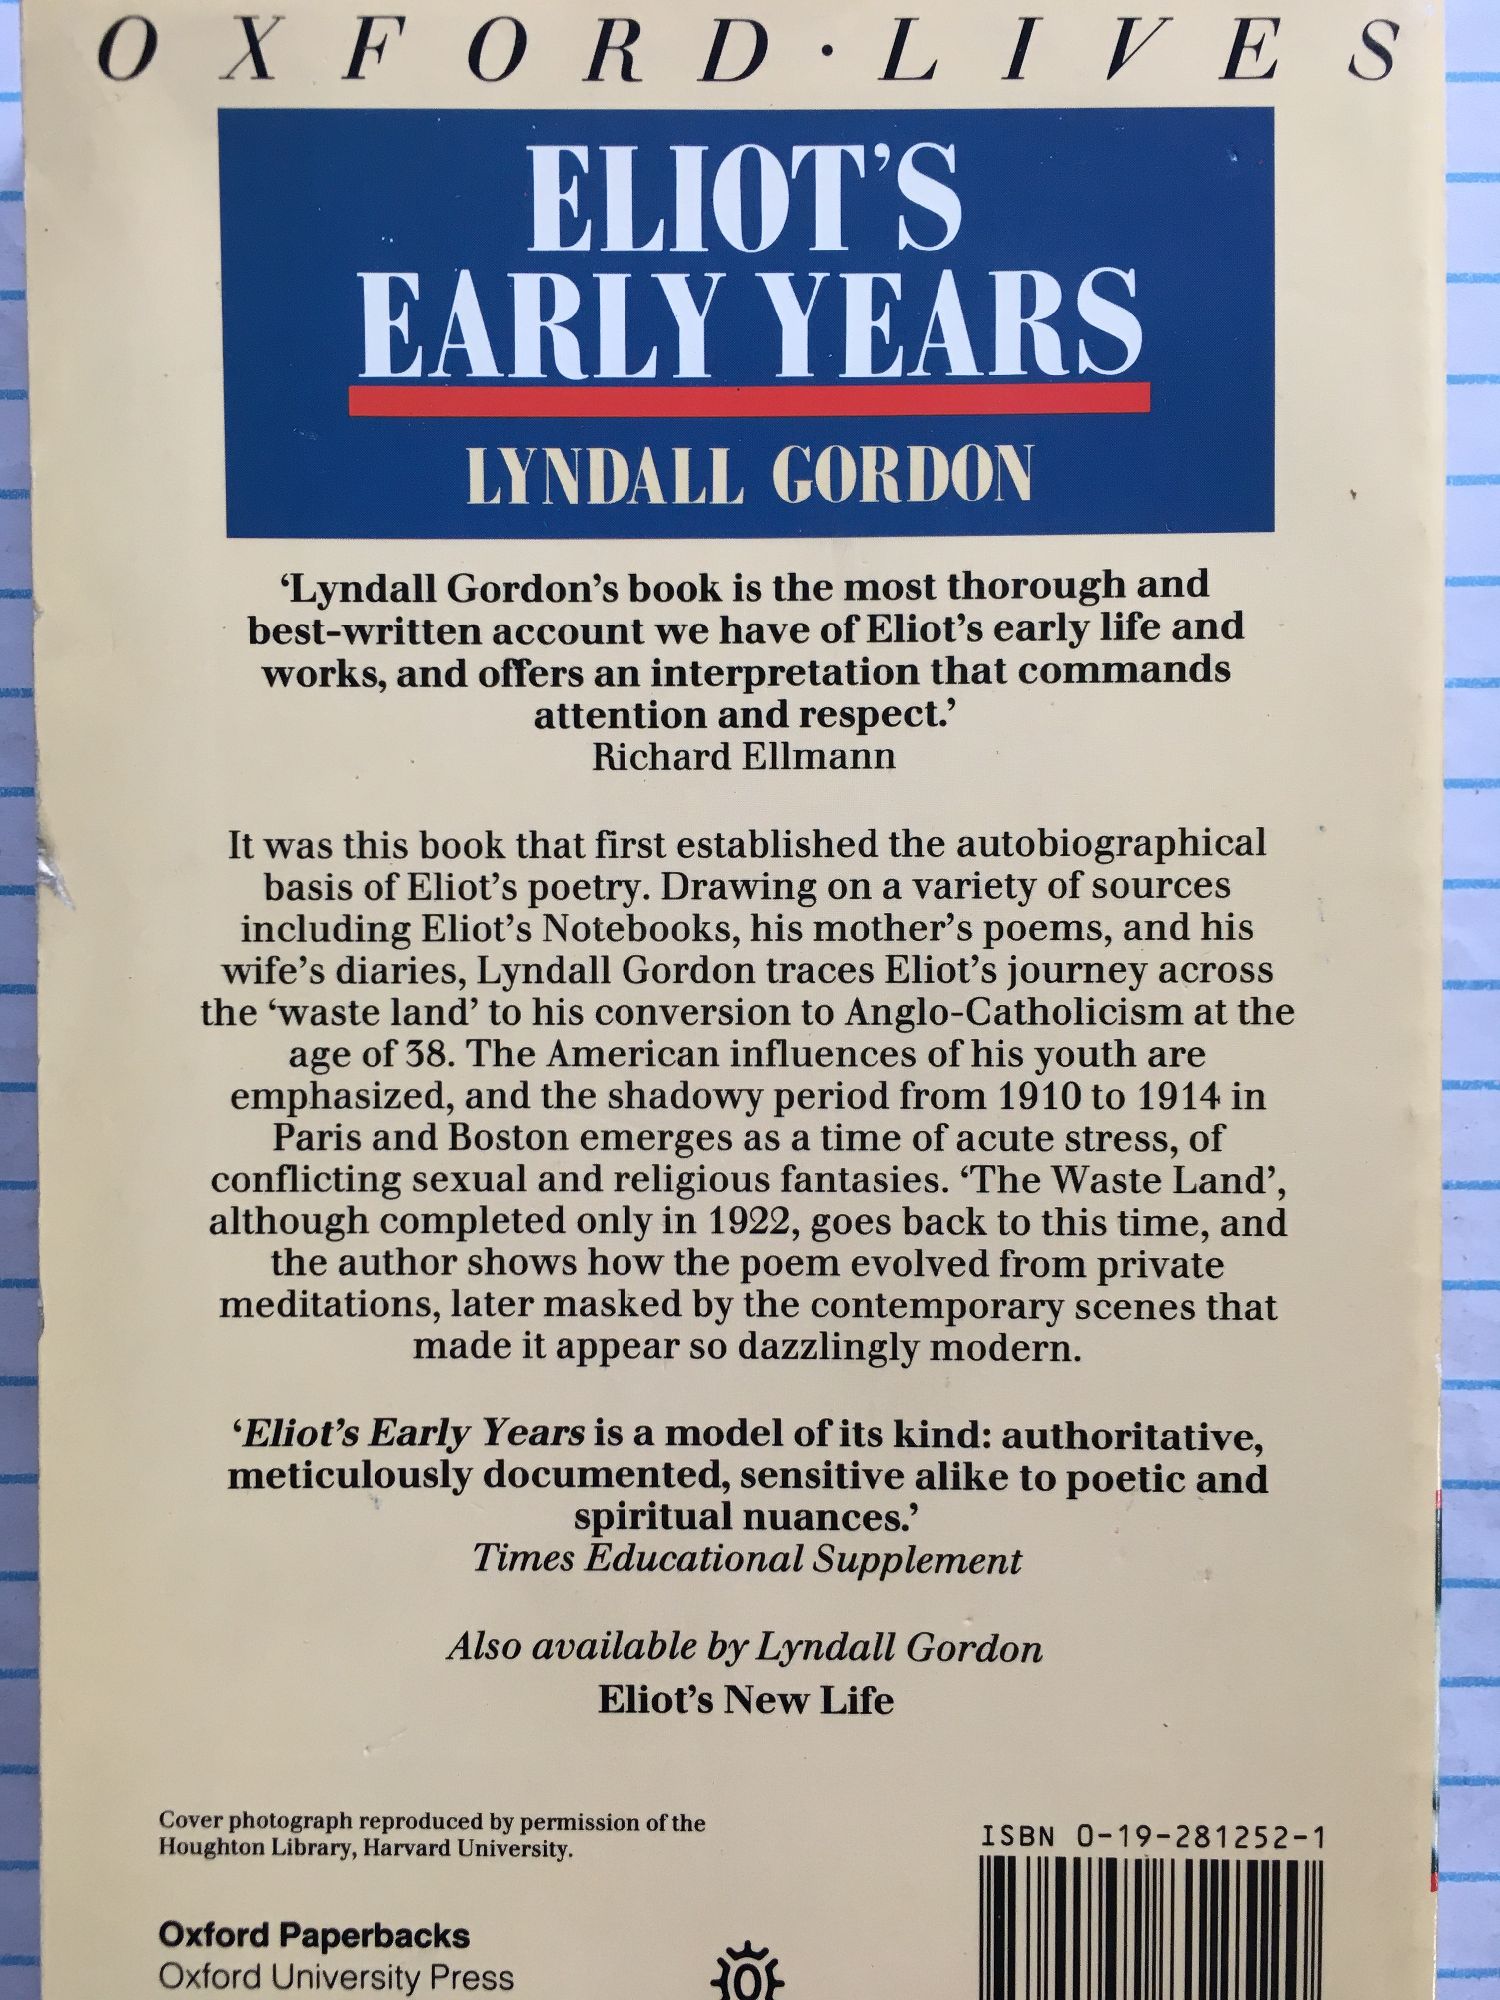 OXFORD·LIVES
ELIOT'S
EARLY YEARS
LYNDALL GORDON
‘Lyndall Gordon’s book is the most thorough and
best-written account we have of Eliot’s early life and
works, and offers an interpretation that commands
attention and respect.’
Richard Ellmann
It was this book that first established the autobiographical
basis of Eliot’s poetry. Drawing on a variety of sources
including Eliot’s Notebooks, his mother’s poems, and his
wife’s diaries, Lyndall Gordon traces Eliot’s journey across
the ‘waste land’ to his conversion to Anglo-Catholicism at the
age of 38. The American influences of his youth are
emphasized, and the shadowy period from 1910 to 1914 in
Paris and Boston emerges as a time of acute stress, of
conflicting sexual and religious fantasies. ‘The Waste Land’,
although completed only in 1922, goes back to this time, and
the author shows how the poem evolved from private
meditations, later masked by the contemporary scenes that
made it appear so dazzlingly modern.
‘Eliot’s Early Years is a model of its kind: authoritative,
meticulously documented, sensitive alike to poetic and
spiritual nuances.’
Times Educational Supplement
Also available by Lyndall Gordon
Eliot’s New Life
Cover photograph reproduced by permission of the
Houghton Library, Harvard University.
ISBN 0-19-281252-1
Oxford Paperbacks
Oxford University Press